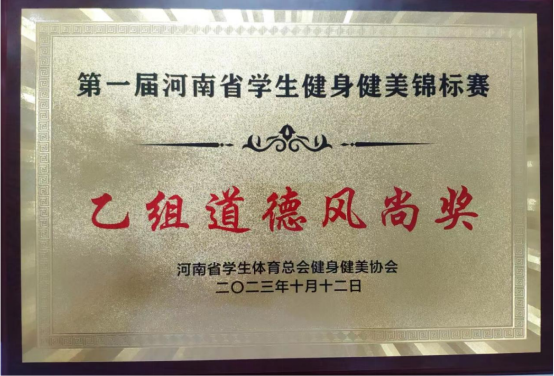 第一届河南省学生健身健美锦标赛
乙组道德风尚奖
河南省学生体育总会健身健美协会
二〇二三年十月十二日